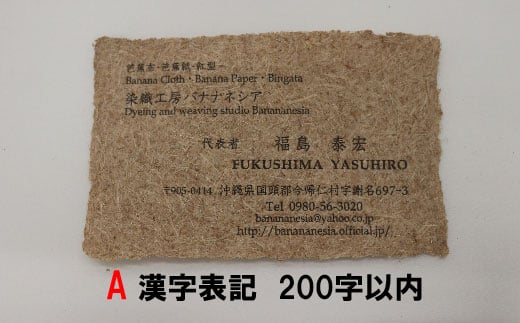 芭蕉布・芭蕉紙・紅型
Banana Cloth・Banana Paper・Bingata
染織工房バナナネシア
Dyeing and weaving studio Banananesia
代表者 福島 泰宏
FUKUSHIMA YASUHIRO
〒905-0414 沖縄県国頭郡今帰仁村字謝名697-3
Tel 0980-56-3020
banananesia@yahoo.co.jp
http://banananesia.official.jp/
A 漢字表記 200字以内